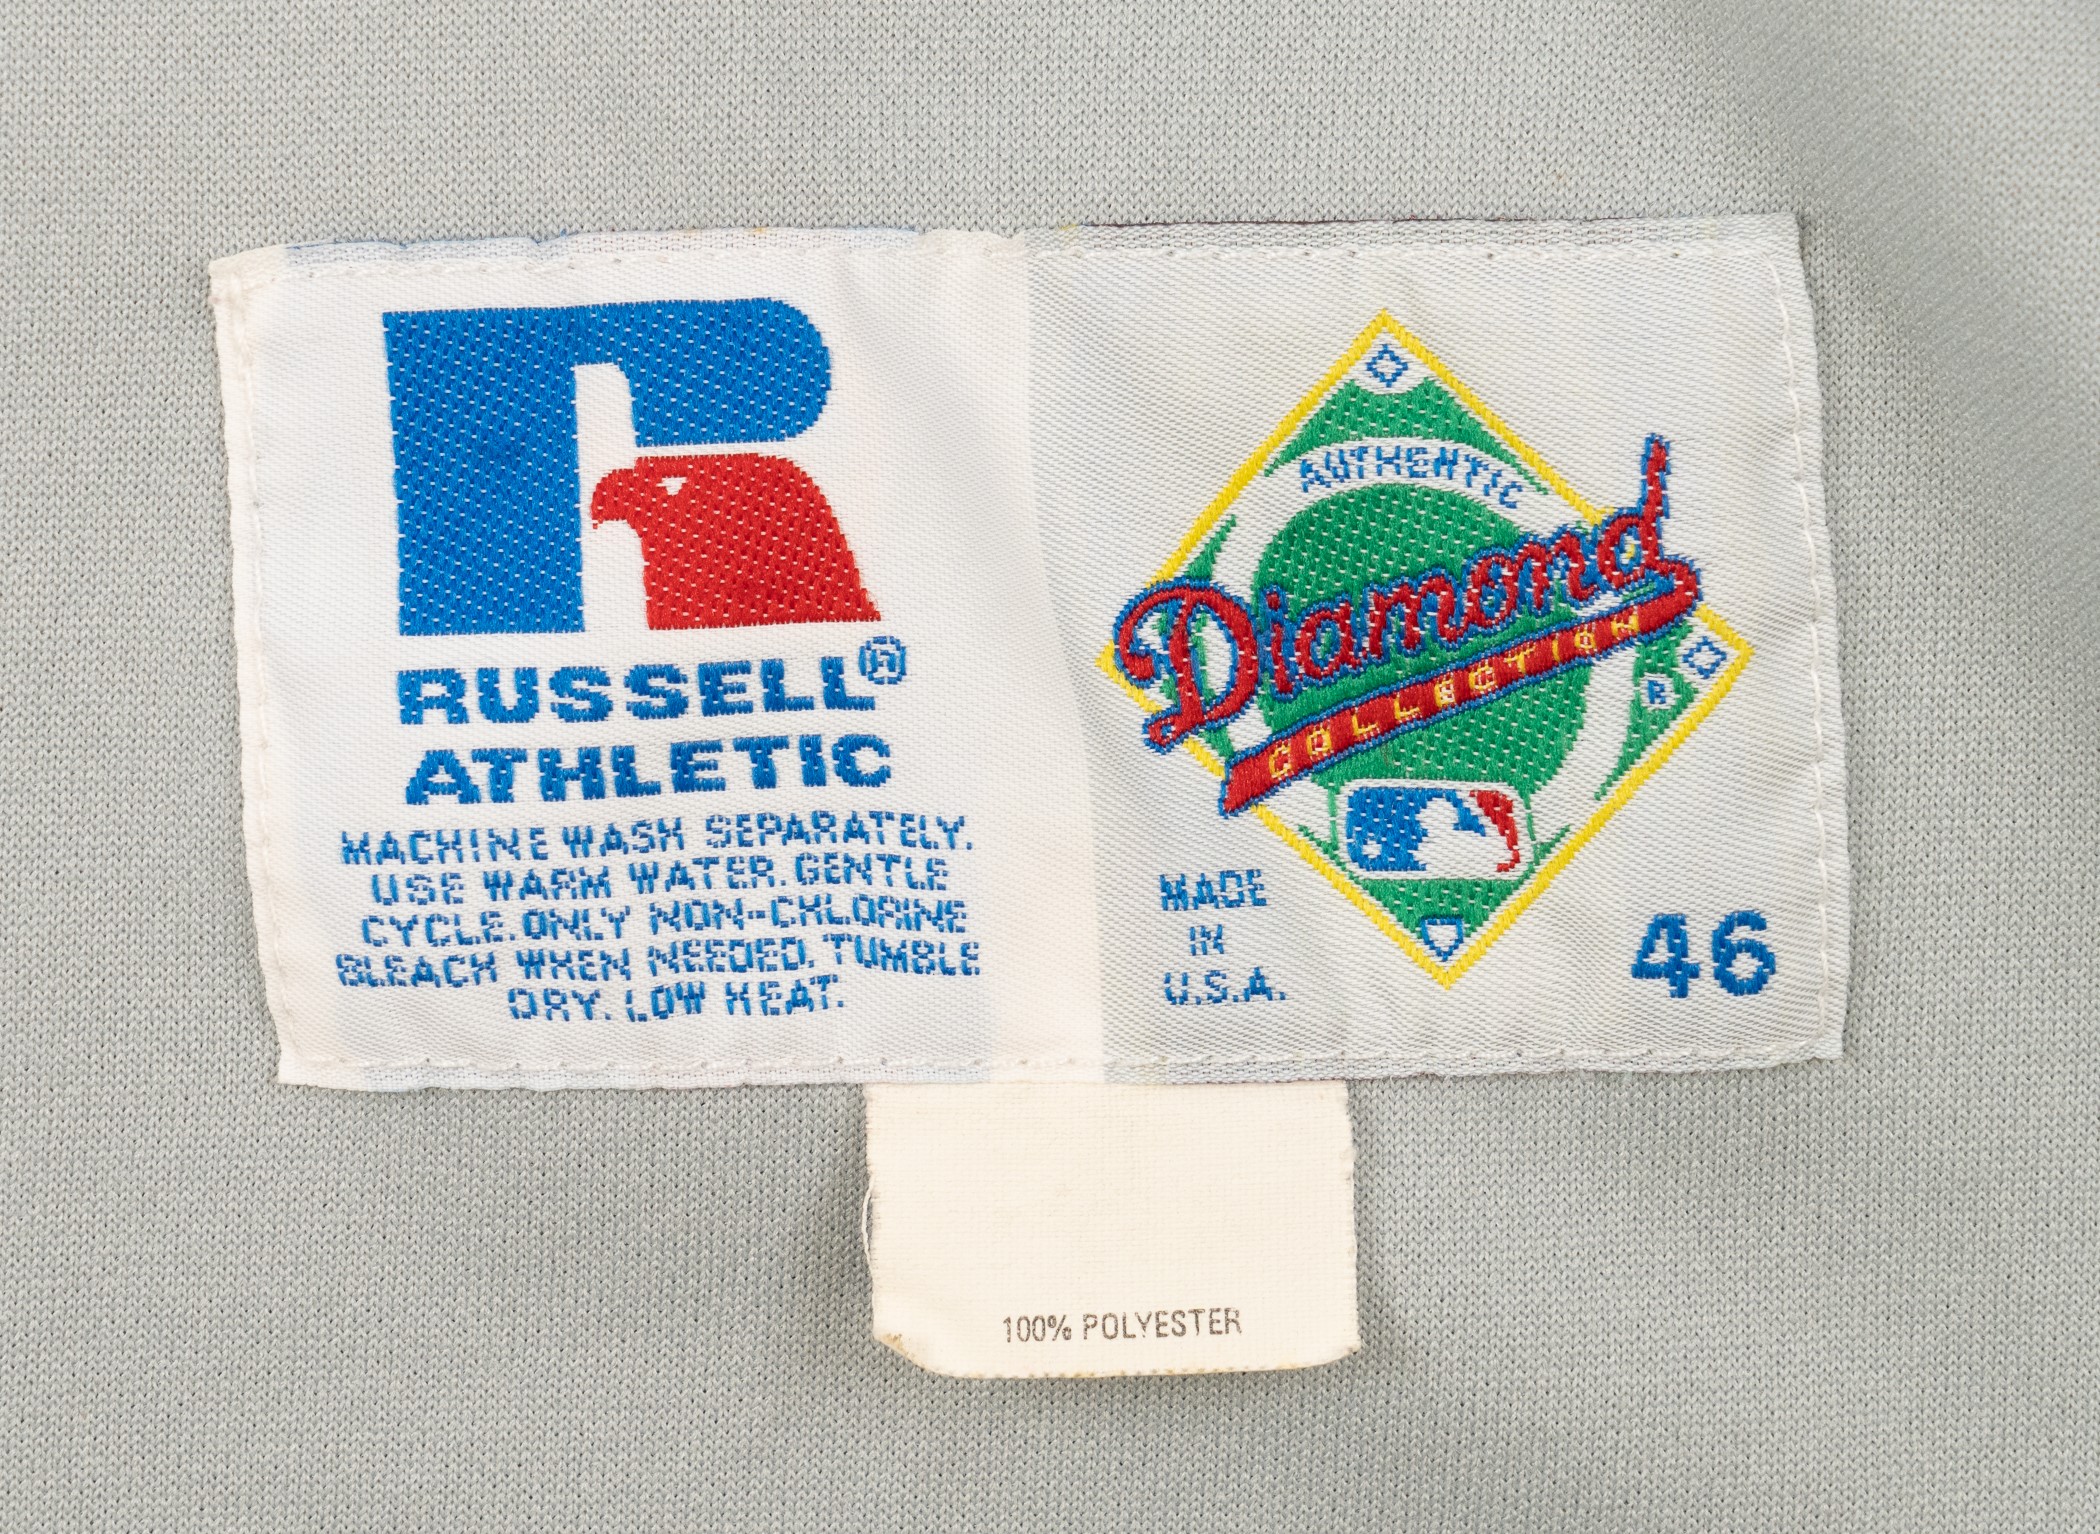 RUSSELL®
ATHLETIC
MACHINE WASH SEPARATELY.
USE WARM WATER. GENTLE
CYCLE. ONLY NON-CHLORINE
BLEACH WHEN NEEDED. TUMBLE
DRY. LOW HEAT.
AUTHENTIC
Diamond
COLLECTION
MADE
IN
U.S.A.
46
100% POLYESTER